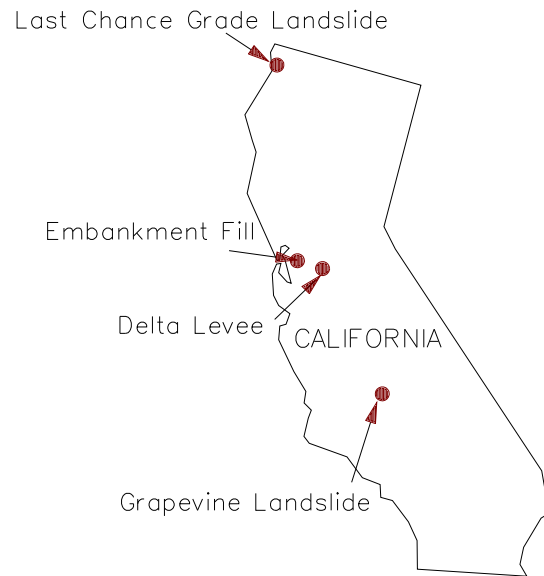 Last Chance Grade Landslide
Embankment Fill
Delta Levee
CALIFORNIA
Grapevine Landslide